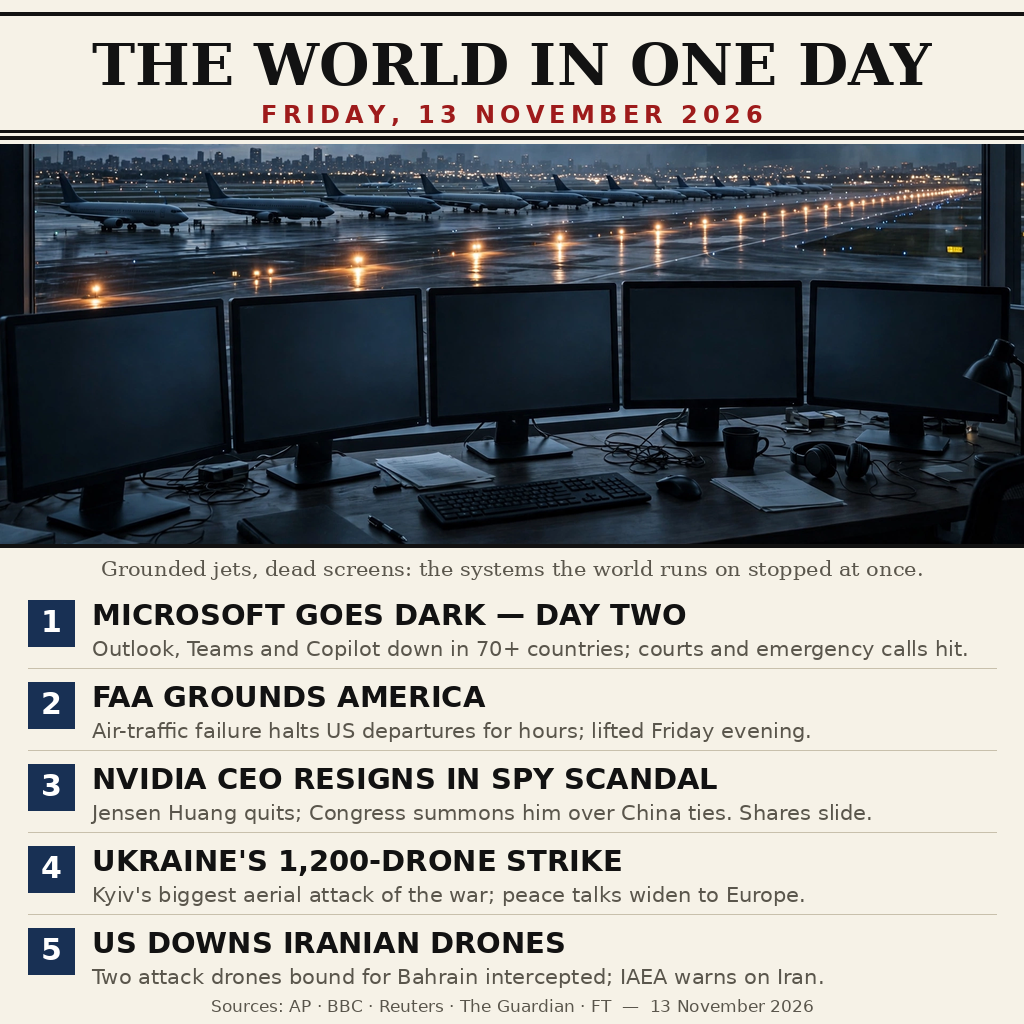 THE WORLD IN ONE DAY
FRIDAY, 13 NOVEMBER 2026
Grounded jets, dead screens: the systems the world runs on stopped at once.
1
MICROSOFT GOES DARK — DAY TWO
Outlook, Teams and Copilot down in 70+ countries; courts and emergency calls hit.
2
FAA GROUNDS AMERICA
Air-traffic failure halts US departures for hours; lifted Friday evening.
3
NVIDIA CEO RESIGNS IN SPY SCANDAL
Jensen Huang quits; Congress summons him over China ties. Shares slide.
4
UKRAINE'S 1,200-DRONE STRIKE
Kyiv's biggest aerial attack of the war; peace talks widen to Europe.
5
US DOWNS IRANIAN DRONES
Two attack drones bound for Bahrain intercepted; IAEA warns on Iran.
Sources: AP · BBC · Reuters · The Guardian · FT — 13 November 2026